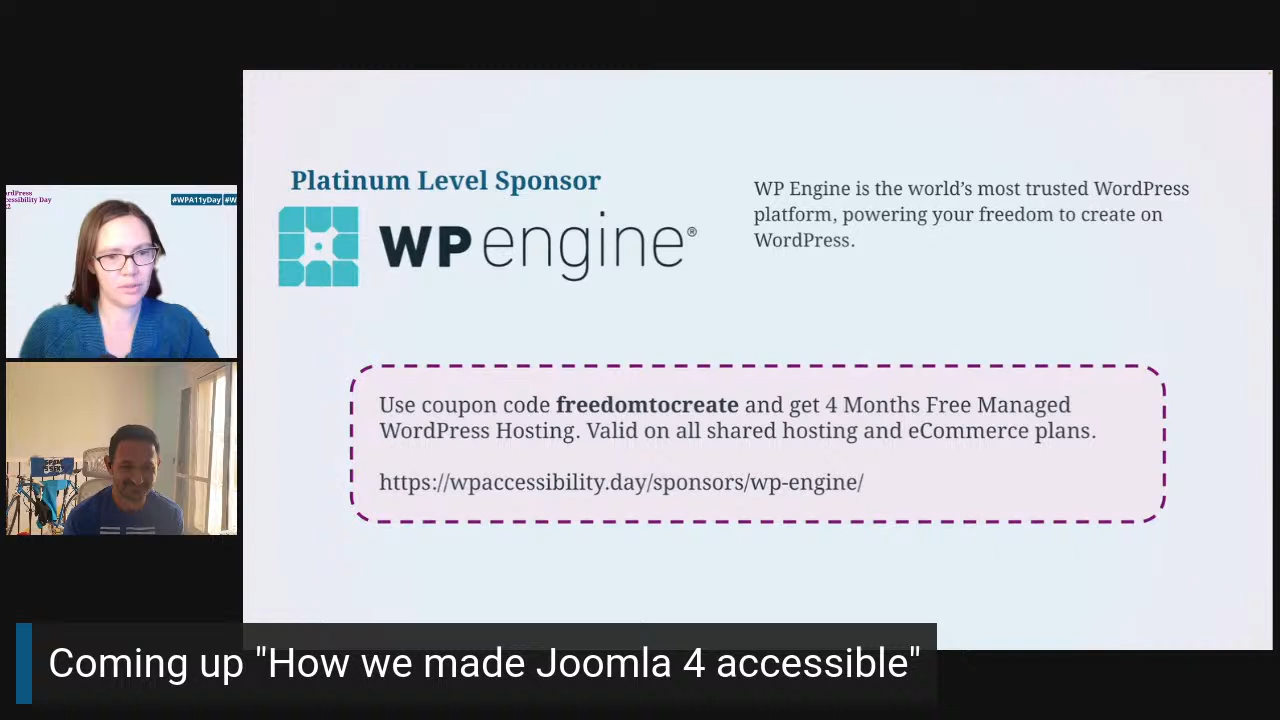 Platinum Level Sponsor
WP engine®
WP Engine is the world's most trusted WordPress
platform, powering your freedom to create on
WordPress.
Use coupon code freedomtocreate and get 4 Months Free Managed
WordPress Hosting. Valid on all shared hosting and eCommerce plans.
https://wpaccessibility.day/sponsors/wp-engine/
#WPA11yDay
Coming up "How we made Joomla 4 accessible"